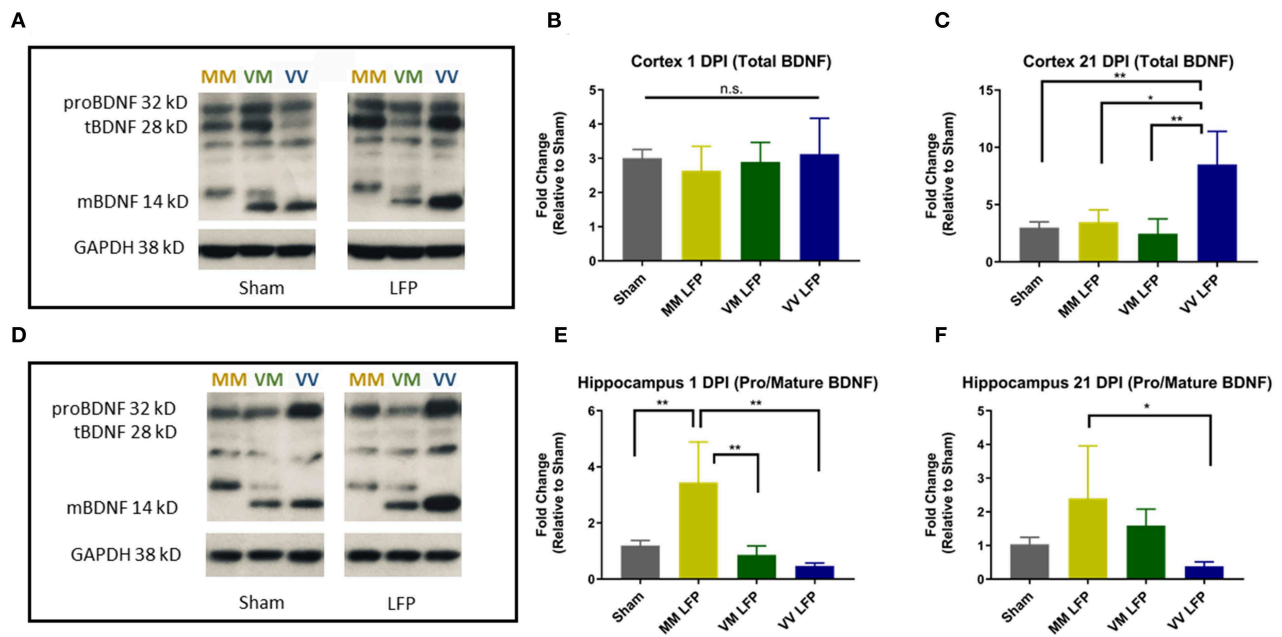 A
MM VM VV MM VM VV
proBDNF 32 kD
tBDNF 28 kD
mBDNF 14 kD
GAPDH 38 kD
Sham LFP
B
Cortex 1 DPI (Total BDNF)
Fold Change
(Relative to Sham)
5
4
3
2
1
0
n.s.
Sham MM LFP VM LFP VV LFP
C
Cortex 21 DPI (Total BDNF)
Fold Change
(Relative to Sham)
15
10
5
0
**
*
**
Sham MM LFP VM LFP VV LFP
D
MM VM VV MM VM VV
proBDNF 32 kD
tBDNF 28 kD
mBDNF 14 kD
GAPDH 38 kD
Sham LFP
E
Hippocampus 1 DPI (Pro/Mature BDNF)
Fold Change
(Relative to Sham)
6
4
2
0
** **
**
Sham MM LFP VM LFP VV LFP
F
Hippocampus 21 DPI (Pro/Mature BDNF)
Fold Change
(Relative to Sham)
5
4
3
2
1
0
*
Sham MM LFP VM LFP VV LFP